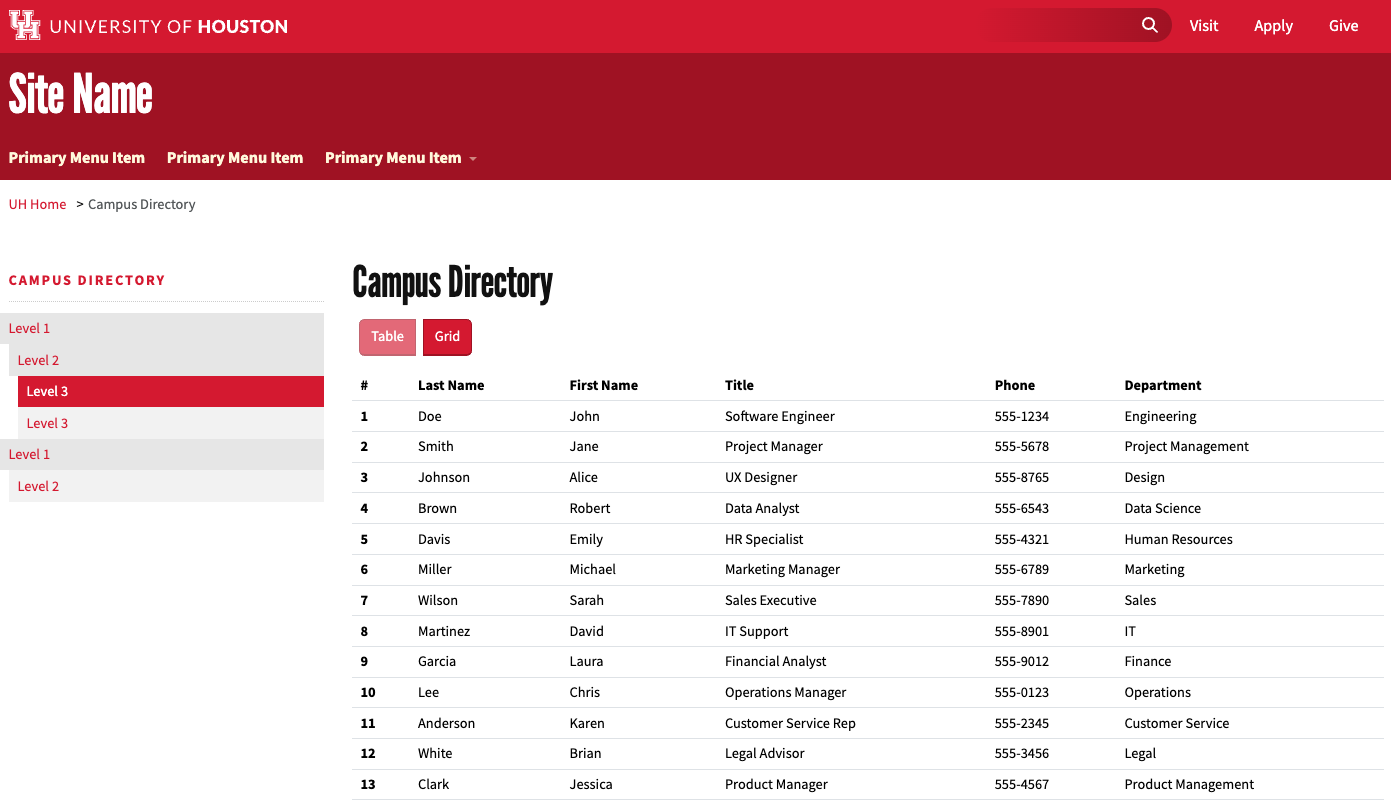 UNIVERSITY OF HOUSTON
Visit Apply Give
Site Name
Primary Menu Item Primary Menu Item Primary Menu Item
UH Home > Campus Directory
CAMPUS DIRECTORY
Level 1
Level 2
Level 3
Level 3
Level 1
Level 2
Campus Directory
Table Grid
# Last Name First Name Title Phone Department
1 Doe John Software Engineer 555-1234 Engineering
2 Smith Jane Project Manager 555-5678 Project Management
3 Johnson Alice UX Designer 555-8765 Design
4 Brown Robert Data Analyst 555-6543 Data Science
5 Davis Emily HR Specialist 555-4321 Human Resources
6 Miller Michael Marketing Manager 555-6789 Marketing
7 Wilson Sarah Sales Executive 555-7890 Sales
8 Martinez David IT Support 555-8901 IT
9 Garcia Laura Financial Analyst 555-9012 Finance
10 Lee Chris Operations Manager 555-0123 Operations
11 Anderson Karen Customer Service Rep 555-2345 Customer Service
12 White Brian Legal Advisor 555-3456 Legal
13 Clark Jessica Product Manager 555-4567 Product Management